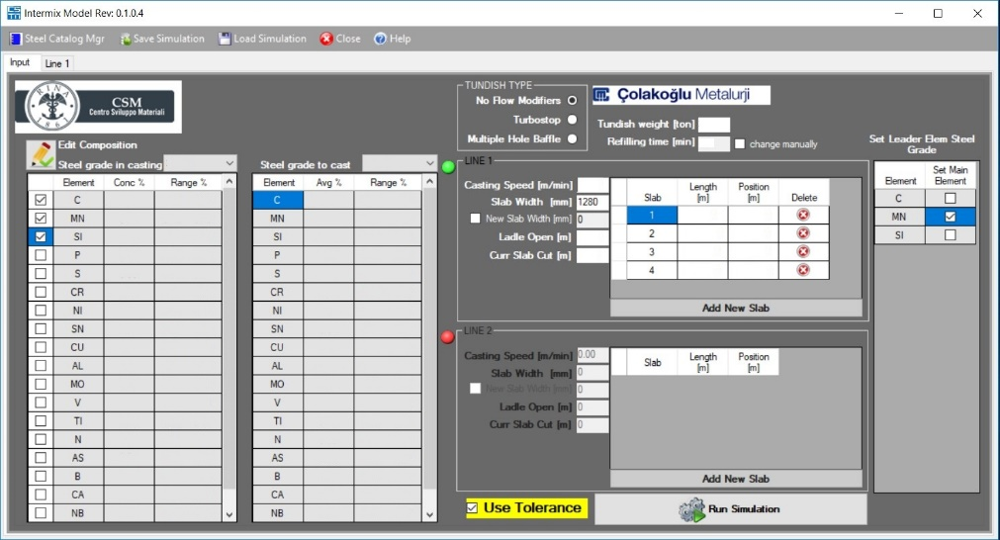 Intermix Model Rev: 0.1.0.4
Steel Catalog Mgr Save Simulation Load Simulation Close Help
Input Line 1
RINA
1861
CSM
Centro Sviluppo Materiali
TUNDISH TYPE
No Flow Modifiers
Turbostop
Multiple Hole Baffle
Çolakoğlu Metalurji
Tundish weight [ton]
Refilling time [min] change manually
Edit Composition
Steel grade in casting
Steel grade to cast
Element Conc % Range %
C
MN
SI
P
S
CR
NI
SN
CU
AL
MO
V
TI
N
AS
B
CA
NB
Element Avg % Range %
C
MN
SI
P
S
CR
NI
SN
CU
AL
MO
V
TI
N
AS
B
CA
NB
LINE 1
Casting Speed [m/min]
Slab Width [mm] 1280
New Slab Width [mm] 0
Ladle Open [m]
Curr Slab Cut [m]
Slab Length [m] Position [m] Delete
1
2
3
4
Add New Slab
LINE 2
Casting Speed [m/min] 0.00
Slab Width [mm] 0
New Slab Width [mm] 0
Ladle Open [m] 0
Curr Slab Cut [m] 0
Slab Length [m] Position [m]
Add New Slab
Use Tolerance
Run Simulation
Set Leader Elem Steel
Grade
Element Set Main Element
C
MN
SI